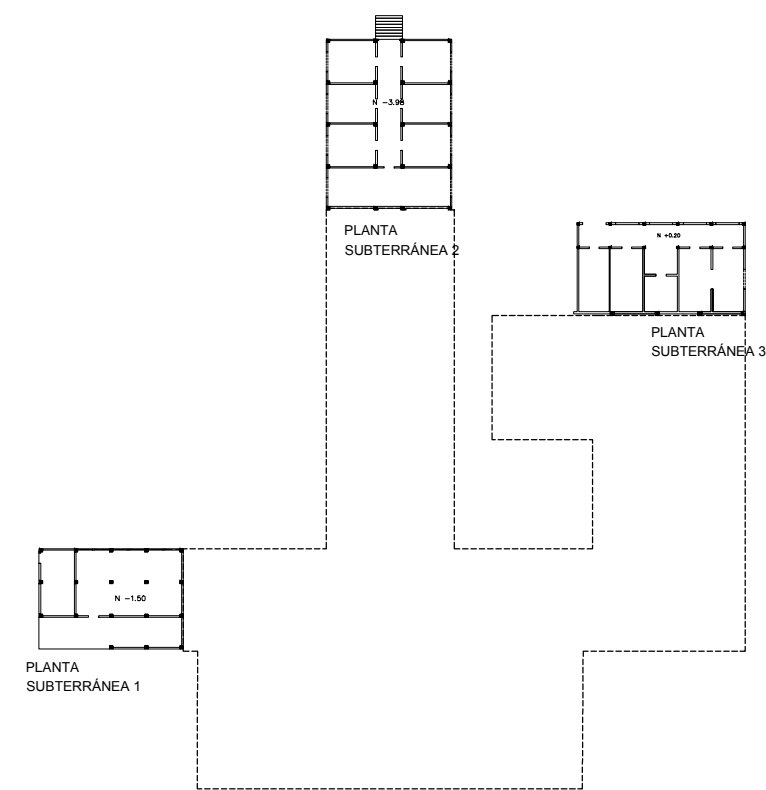 N -3.98
PLANTA
SUBTERRÁNEA 2
N +0.20
PLANTA
SUBTERRÁNEA 3
N -1.50
PLANTA
SUBTERRÁNEA 1